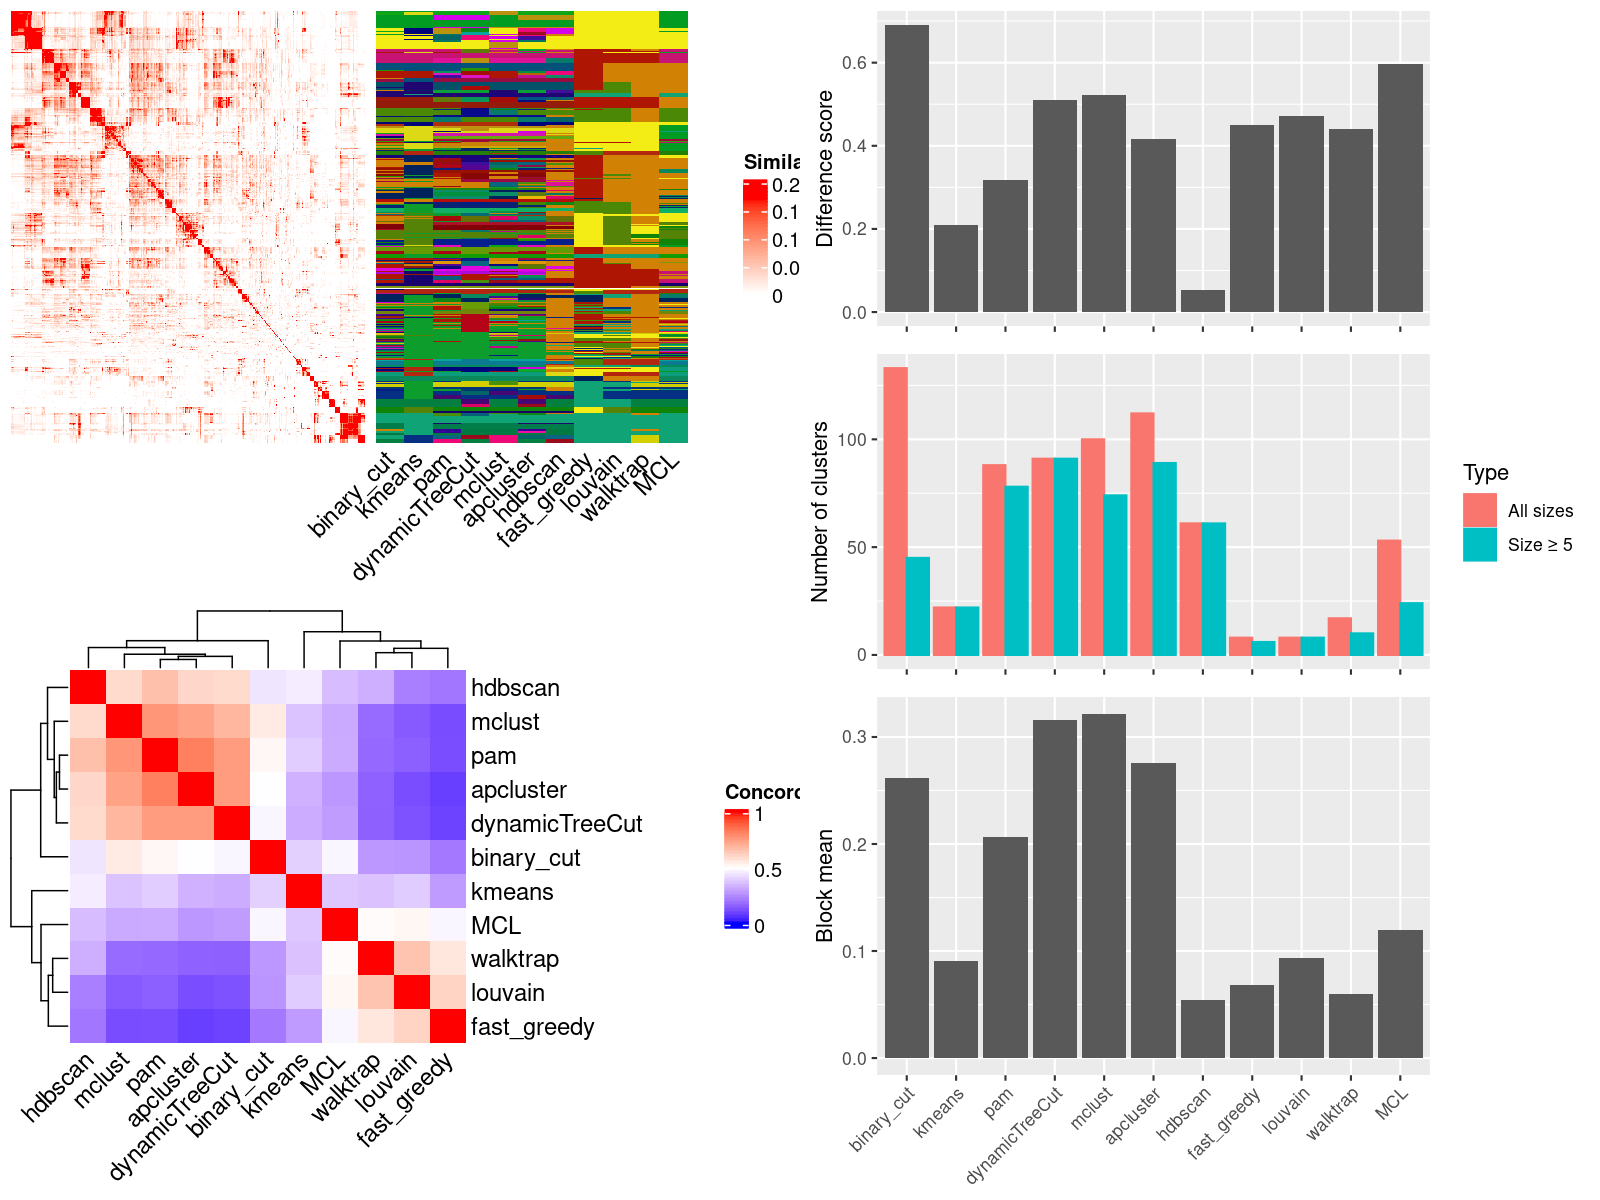 Simila
0.2
0.1
0.1
0.0
0
binary_cut
kmeans
pam
dynamicTreeCut
mclust
apcluster
hdbscan
fast_greedy
louvain
walktrap
MCL
hdbscan
mclust
pam
apcluster
dynamicTreeCut
binary_cut
kmeans
MCL
walktrap
louvain
fast_greedy
hdbscan
mclust
pam
apcluster
dynamicTreeCut
binary_cut
kmeans
MCL
walktrap
louvain
fast_greedy
Concord
1
0.5
0
Difference score
0.6
0.4
0.2
0.0
Number of clusters
100
50
0
Type
All sizes
Size ≥ 5
Block mean
0.3
0.2
0.1
0.0
binary_cut
kmeans
pam
dynamicTreeCut
mclust
apcluster
hdbscan
fast_greedy
louvain
walktrap
MCL